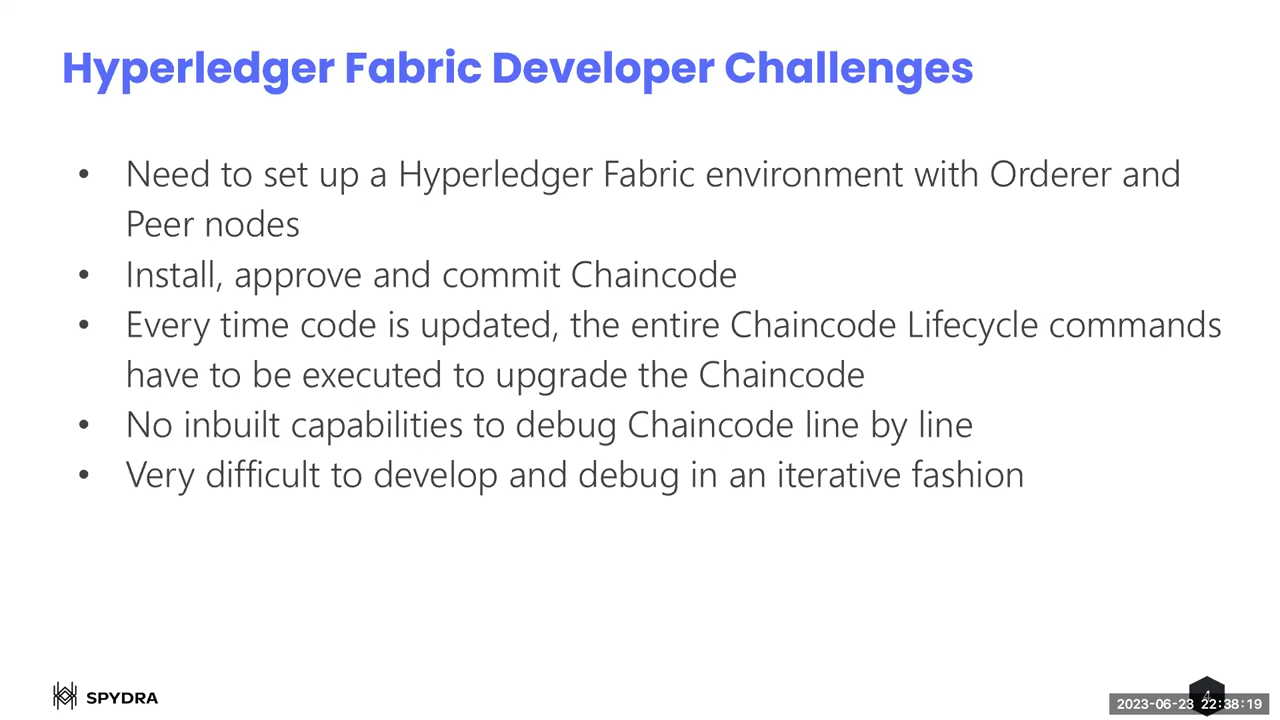 Hyperledger Fabric Developer Challenges
• Need to set up a Hyperledger Fabric environment with Orderer and
Peer nodes
• Install, approve and commit Chaincode
• Every time code is updated, the entire Chaincode Lifecycle commands
have to be executed to upgrade the Chaincode
• No inbuilt capabilities to debug Chaincode line by line
• Very difficult to develop and debug in an iterative fashion
SPYDRA
4
2023-06-23 22:38:19